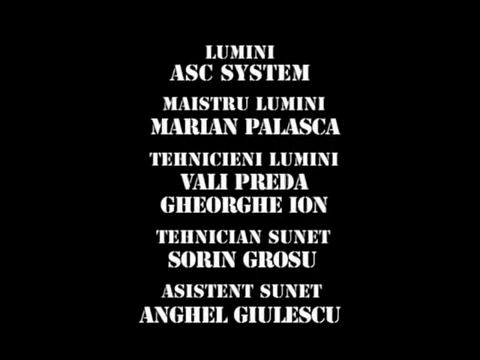 LUMINI
ASC SYSTEM
MAISTRU LUMINI
MARIAN PALASCA
TEHNICIENI LUMINI
VALI PREDA
GHEORGHE ION
TEHNICIAN SUNET
SORIN GROSU
ASISTENT SUNET
ANGHEL GIULESCU